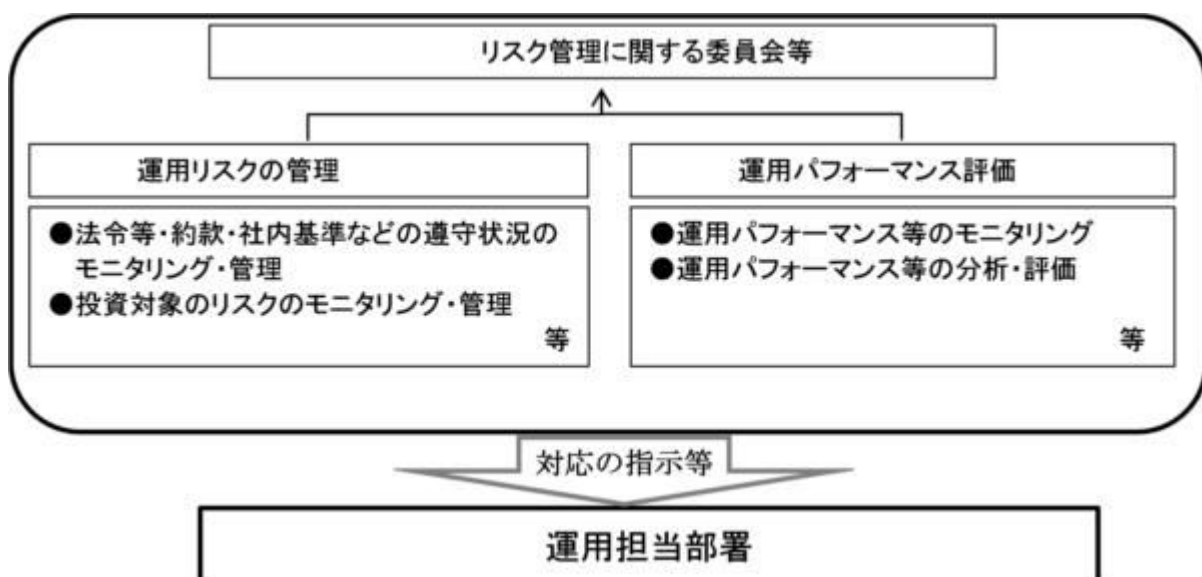 リスク管理に関する委員会等
運用リスクの管理
●法令等・約款・社内基準などの遵守状況の
モニタリング・管理
●投資対象のリスクのモニタリング・管理
等
運用パフォーマンス評価
●運用パフォーマンス等のモニタリング
●運用パフォーマンス等の分析・評価
等
対応の指示等
運用担当部署